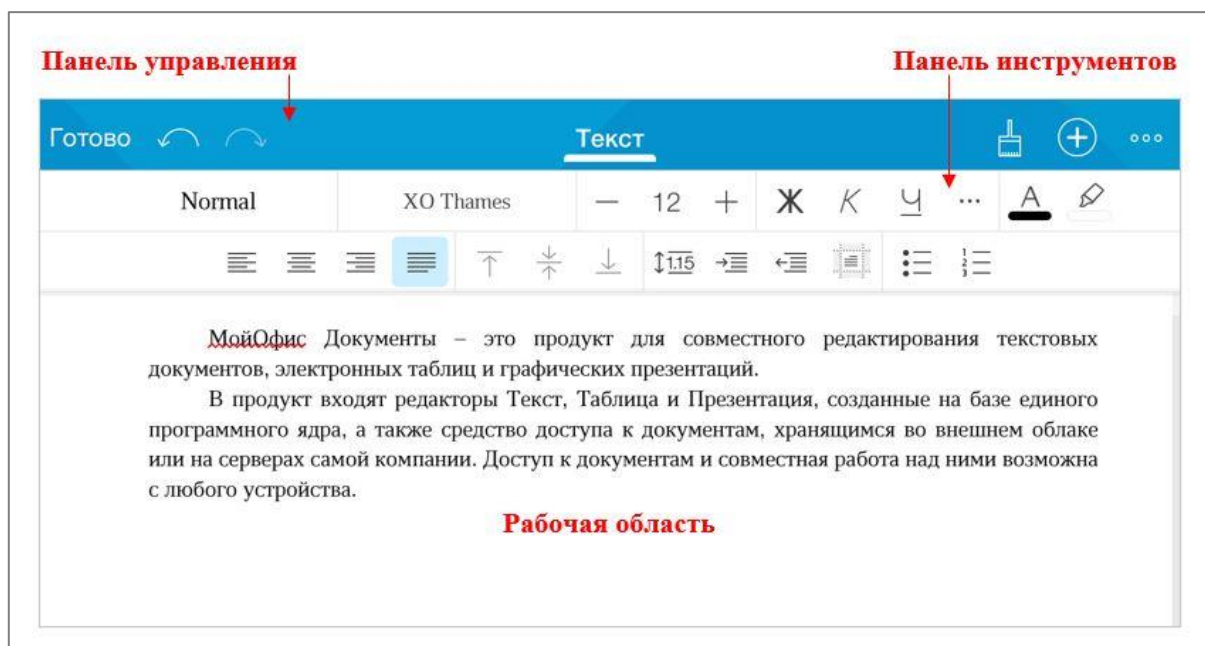 Панель управления
Панель инструментов
Готово Текст
Normal XO Thames — 12 + Ж К Ч ... А
1.15 1 2 3
МойОфис Документы – это продукт для совместного редактирования текстовых
документов, электронных таблиц и графических презентаций.
В продукт входят редакторы Текст, Таблица и Презентация, созданные на базе единого
программного ядра, а также средство доступа к документам, хранящимся во внешнем облаке
или на серверах самой компании. Доступ к документам и совместная работа над ними возможна
с любого устройства.
Рабочая область